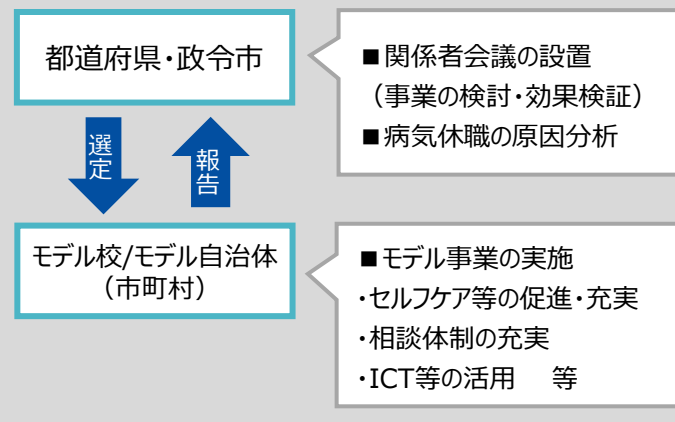 都道府県・政令市
■関係者会議の設置
（事業の検討・効果検証）
■病気休職の原因分析
選定
報告
モデル校/モデル自治体
（市町村）
■モデル事業の実施
・セルフケア等の促進・充実
・相談体制の充実
・ICT等の活用　等